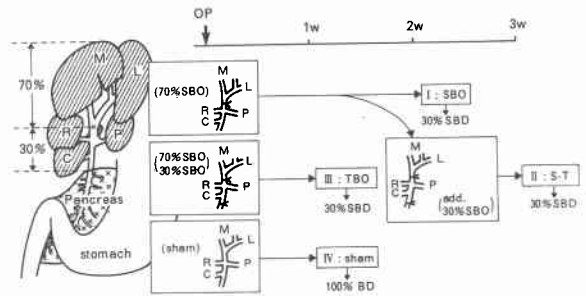 OP
1w
2w
3w
70%
30%
M
L
R
P
C
Pancreas
stomach
(70%SBO)
M
L
R
C
P
I : SBO
30%SBD
(70%SBO
30%SBO)
M
L
R
C
P
III : TBO
30%SBD
M
L
R
C
P
(add.
30%SBO)
II : S-T
30%SBD
(sham)
M
L
R
C
P
IV : sham
100% BD